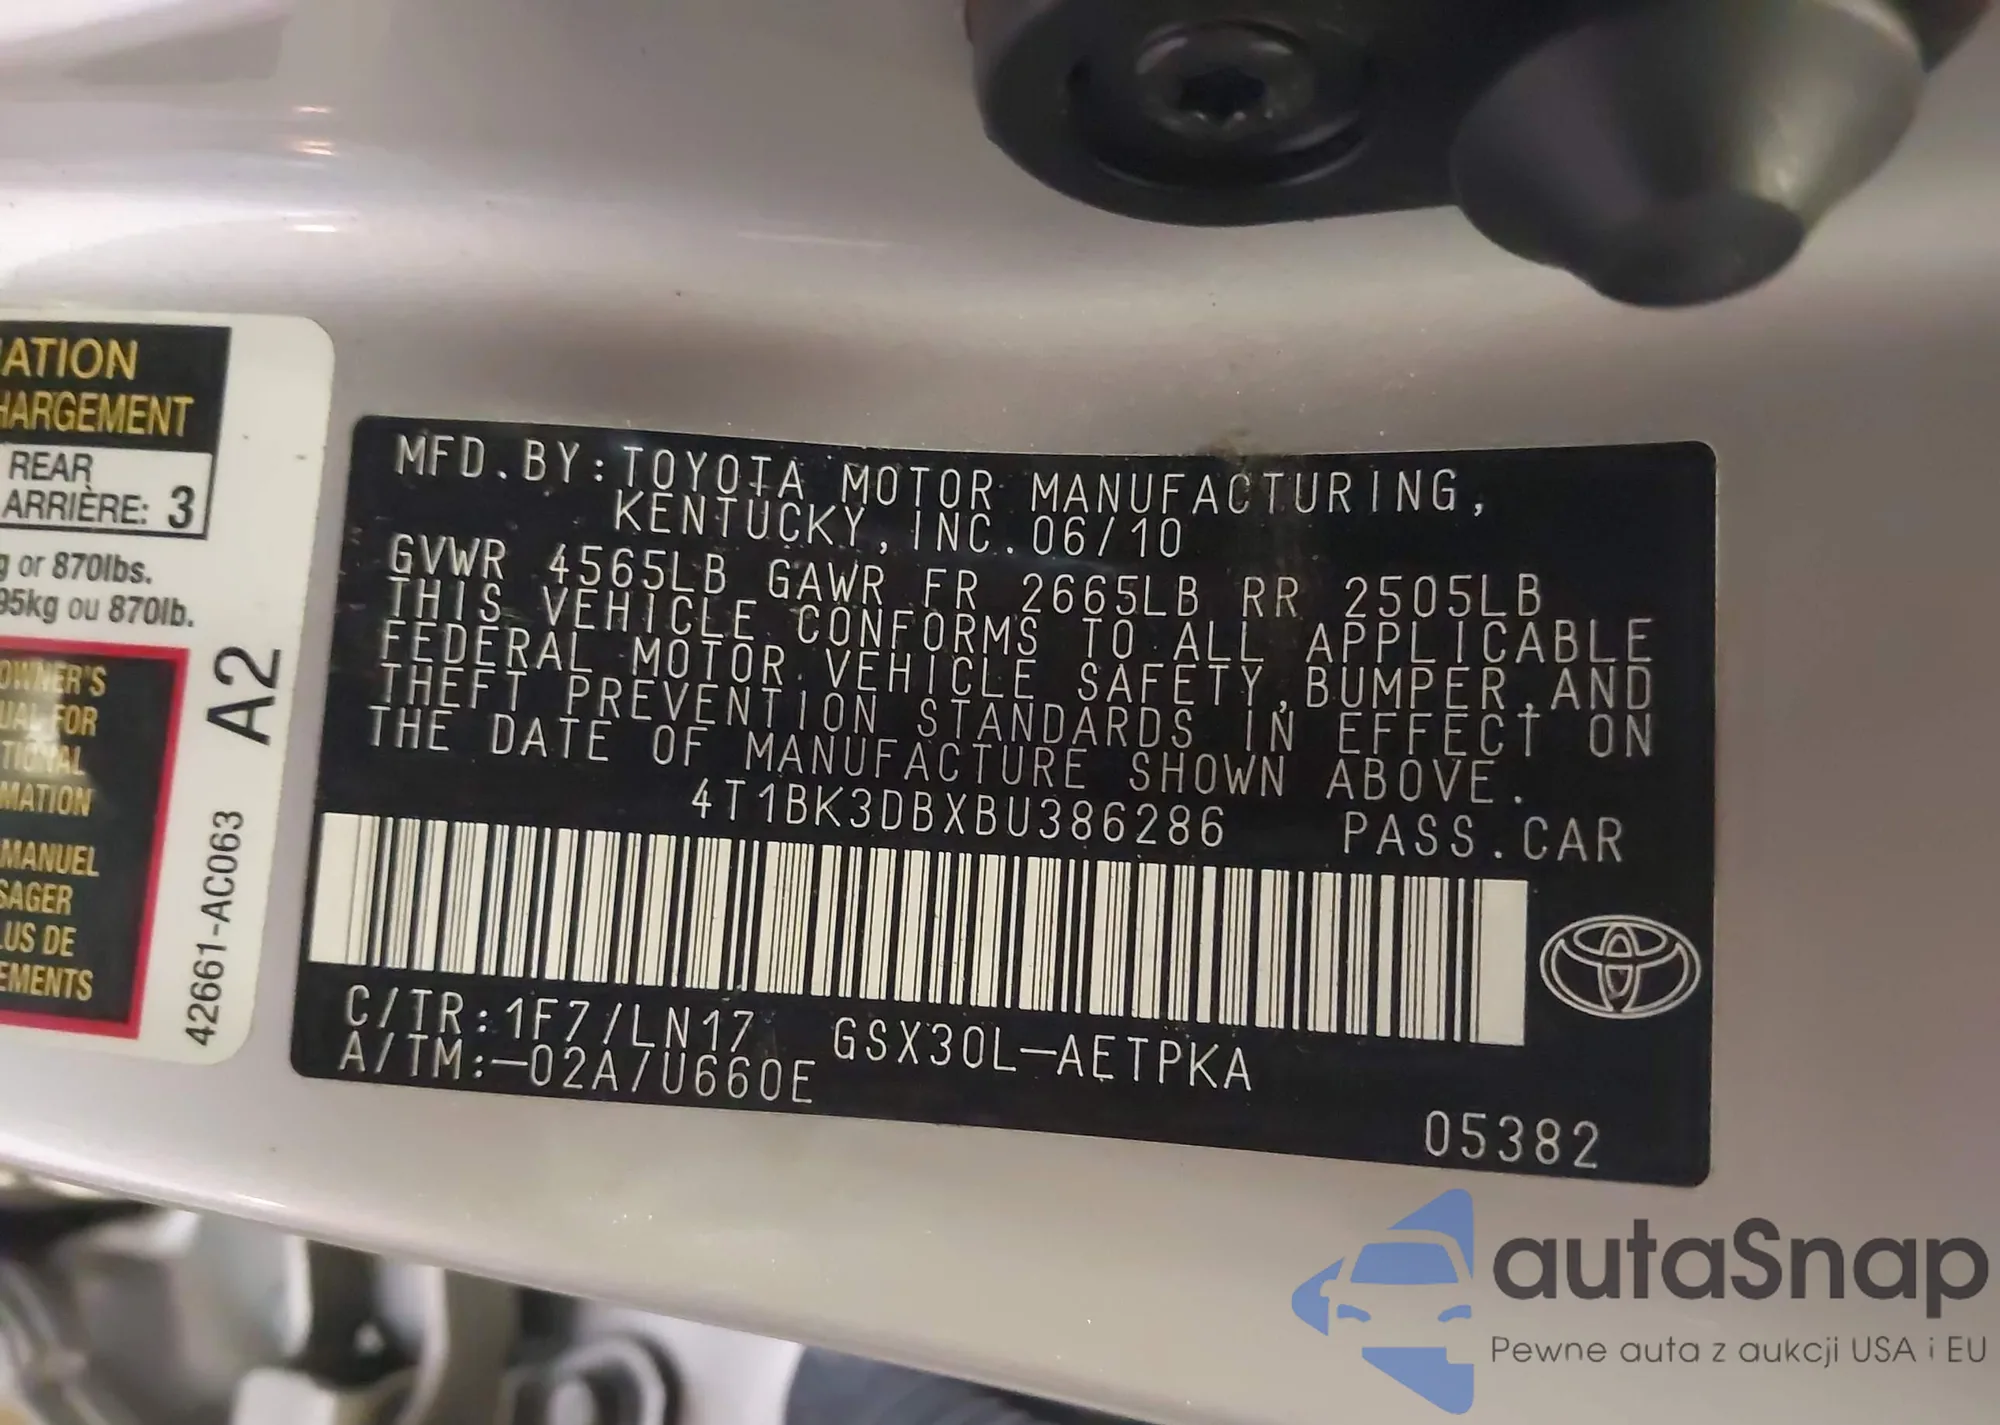 ATION
HARGEMENT
REAR
ARRIÈRE: 3
g or 870lbs.
95kg ou 870lb.
OWNER'S
UAL FOR
TIONAL
MATION
MANUEL
SAGER
LUS DE
EMENTS
A2
42661-AC063
MFD.BY:TOYOTA MOTOR MANUFACTURING,
KENTUCKY,INC.06/10
GVWR 4565LB GAWR FR 2665LB RR 2505LB
THIS VEHICLE CONFORMS TO ALL APPLICABLE
FEDERAL MOTOR VEHICLE SAFETY,BUMPER,AND
THEFT PREVENTION STANDARDS IN EFFECT ON
THE DATE OF MANUFACTURE SHOWN ABOVE.
4T1BK3DBXBU386286 PASS.CAR
C/TR:1F7/LN17 GSX30L-AETPKA
A/TM:-02A/U660E
05382
autaSnap
Pewne auta z aukcji USA i EU